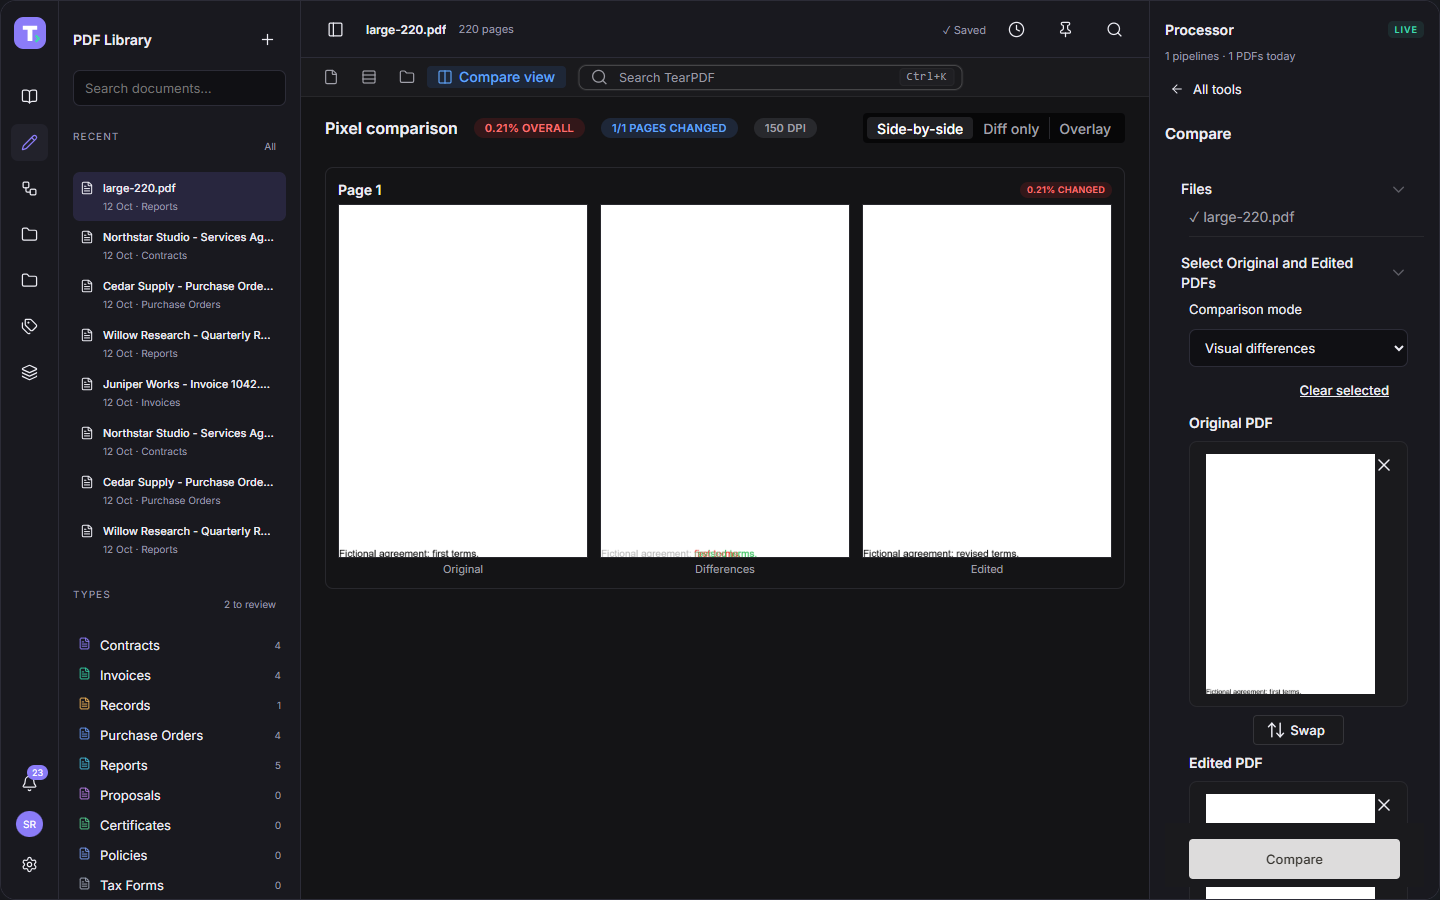 T
PDF Library
Search documents...
RECENT
All
large-220.pdf
12 Oct · Reports
Northstar Studio - Services Ag...
12 Oct · Contracts
Cedar Supply - Purchase Orde...
12 Oct · Purchase Orders
Willow Research - Quarterly R...
12 Oct · Reports
Juniper Works - Invoice 1042....
12 Oct · Invoices
Northstar Studio - Services Ag...
12 Oct · Contracts
Cedar Supply - Purchase Orde...
12 Oct · Purchase Orders
Willow Research - Quarterly R...
12 Oct · Reports
TYPES
2 to review
Contracts 4
Invoices 4
Records 1
Purchase Orders 4
Reports 5
Proposals 0
Certificates 0
Policies 0
Tax Forms 0
23
SR
large-220.pdf 220 pages
✓ Saved
Compare view
Search TearPDF Ctrl+K
Pixel comparison 0.21% OVERALL 1/1 PAGES CHANGED 150 DPI
Side-by-side Diff only Overlay
Page 1 0.21% CHANGED
Fictional agreement: first terms.
Fictional agreement:
Fictional agreement: revised terms.
Original Differences Edited
Processor LIVE
1 pipelines · 1 PDFs today
All tools
Compare
Files
✓ large-220.pdf
Select Original and Edited
PDFs
Comparison mode
Visual differences
Clear selected
Original PDF
Fictional agreement: first terms.
Swap
Edited PDF
Compare